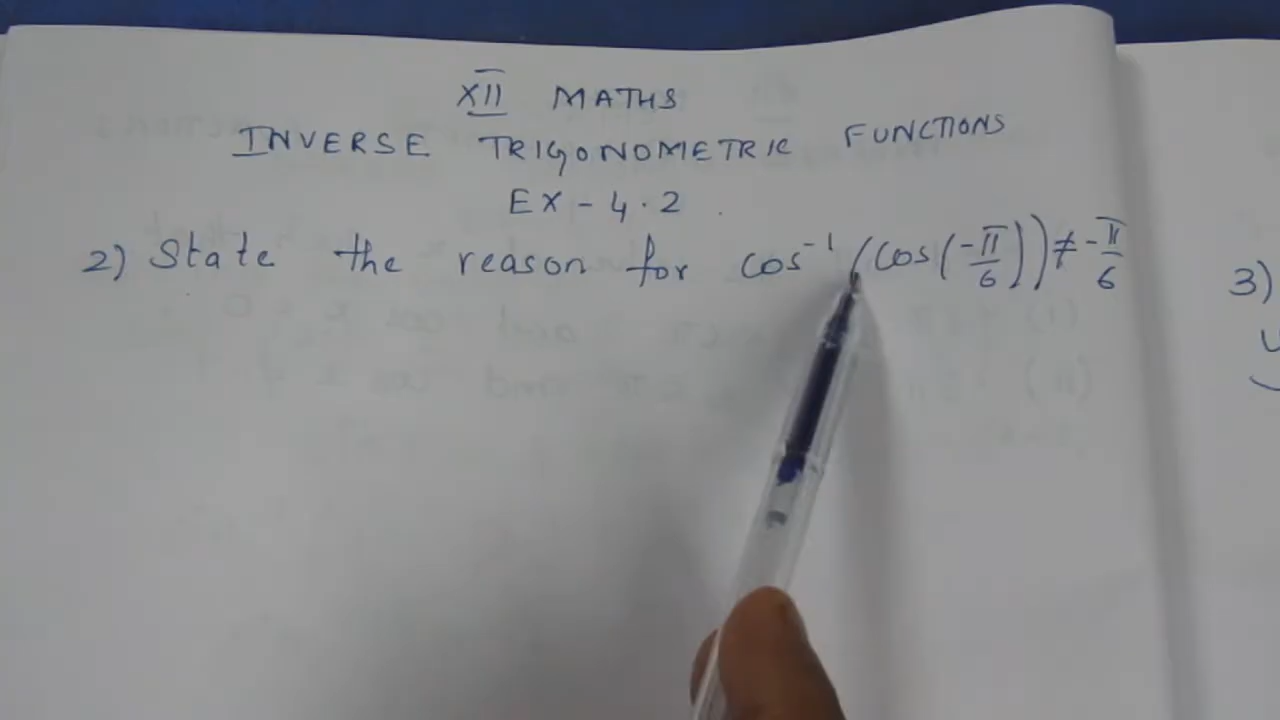 XII MATHS
INVERSE TRIGONOMETRIC FUNCTIONS
EX - 4.2
2) State the reason for cos⁻¹(cos(-π/6)) ≠ -π/6
3)